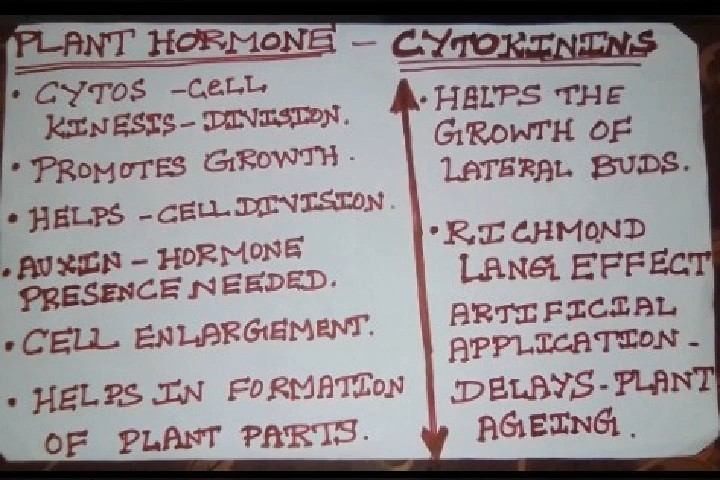 PLANT HORMONE - CYTOKININS
• CYTOS - CELL
KINESIS - DIVISION.
• PROMOTES GROWTH.
• HELPS - CELL DIVISION.
• AUXIN - HORMONE
PRESENCE NEEDED.
• CELL ENLARGEMENT.
• HELPS IN FORMATION
OF PLANT PARTS.
• HELPS THE
GROWTH OF
LATERAL BUDS.
• RICHMOND
LANG EFFECT
ARTIFICIAL
APPLICATION -
DELAYS - PLANT
AGEING.